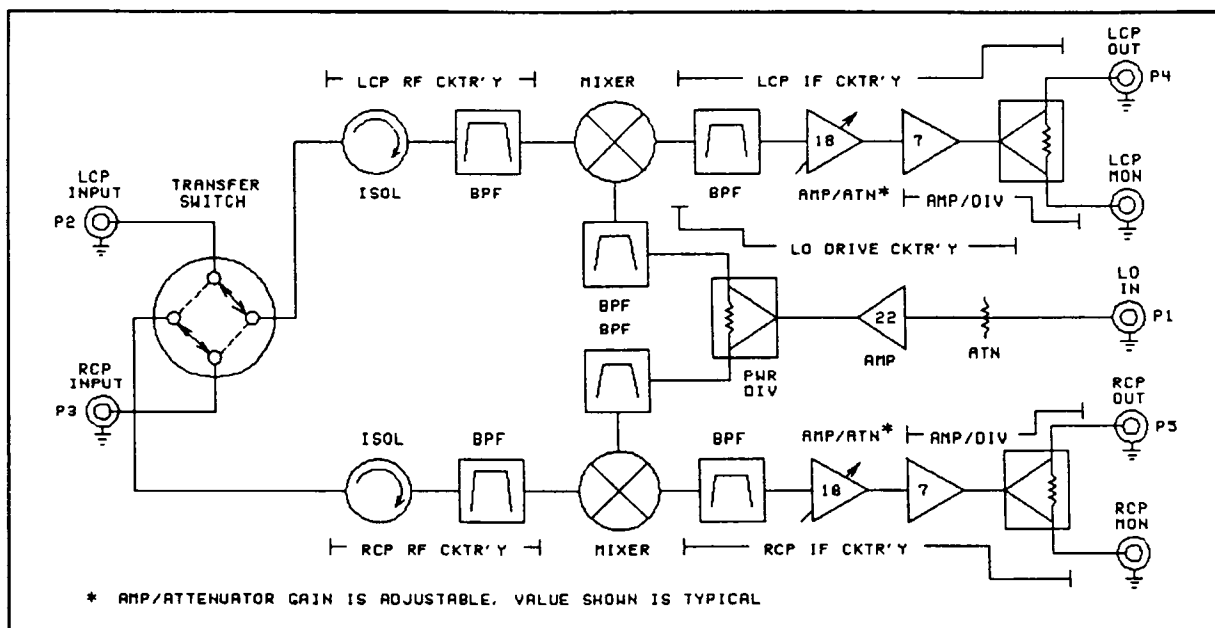 LCP RF CKTR'Y
MIXER
LCP IF CKTR'Y
LCP
OUT
P4
18
7
ISOL
BPF
BPF
AMP/ATN*
AMP/DIV
LCP
MON
LCP
INPUT
P2
TRANSFER
SWITCH
LO DRIVE CKTR'Y
BPF
BPF
PWR
DIV
22
AMP
ATN
LO
IN
P1
RCP
INPUT
P3
RCP
OUT
P5
ISOL
BPF
BPF
AMP/ATN*
AMP/DIV
18
7
RCP RF CKTR'Y
MIXER
RCP IF CKTR'Y
RCP
MON
* AMP/ATTENUATOR GAIN IS ADJUSTABLE. VALUE SHOWN IS TYPICAL